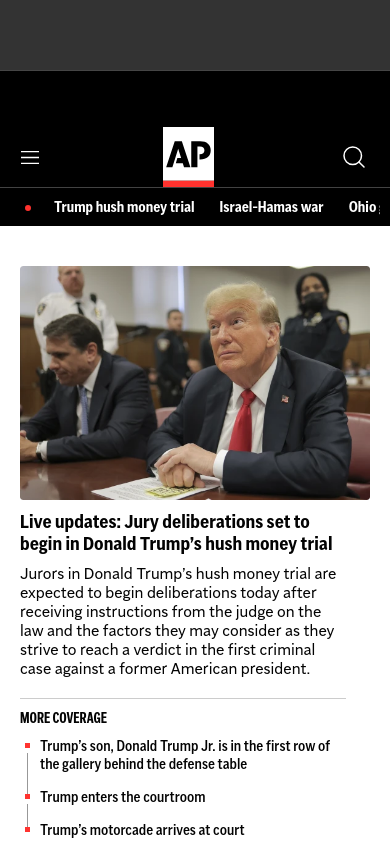 AP
Trump hush money trial Israel-Hamas war Ohio
Live updates: Jury deliberations set to
begin in Donald Trump’s hush money trial
Jurors in Donald Trump’s hush money trial are
expected to begin deliberations today after
receiving instructions from the judge on the
law and the factors they may consider as they
strive to reach a verdict in the first criminal
case against a former American president.
MORE COVERAGE
Trump’s son, Donald Trump Jr. is in the first row of
the gallery behind the defense table
Trump enters the courtroom
Trump’s motorcade arrives at court